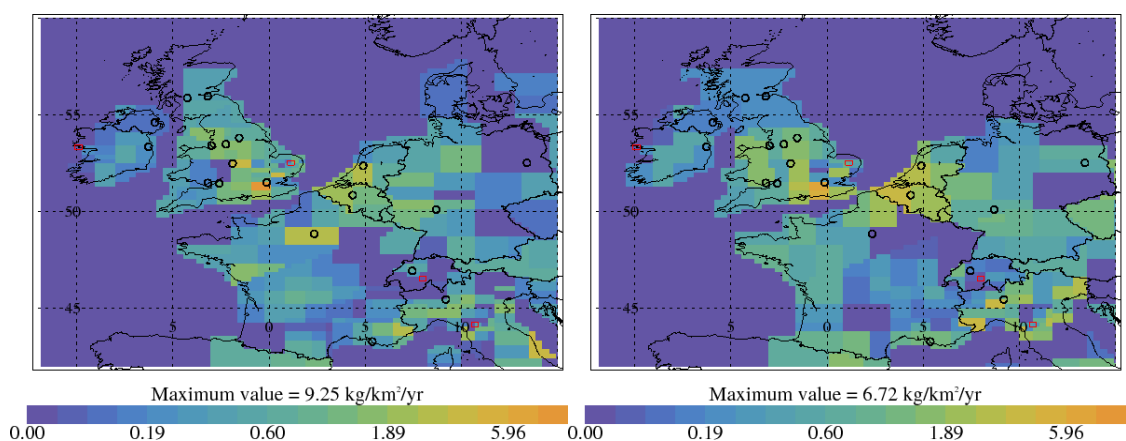 55 55
50 50
45 45
5 0 5 10 5 0 5 10
Maximum value = 9.25 kg/km²/yr
Maximum value = 6.72 kg/km²/yr
0.00 0.19 0.60 1.89 5.96
0.00 0.19 0.60 1.89 5.96